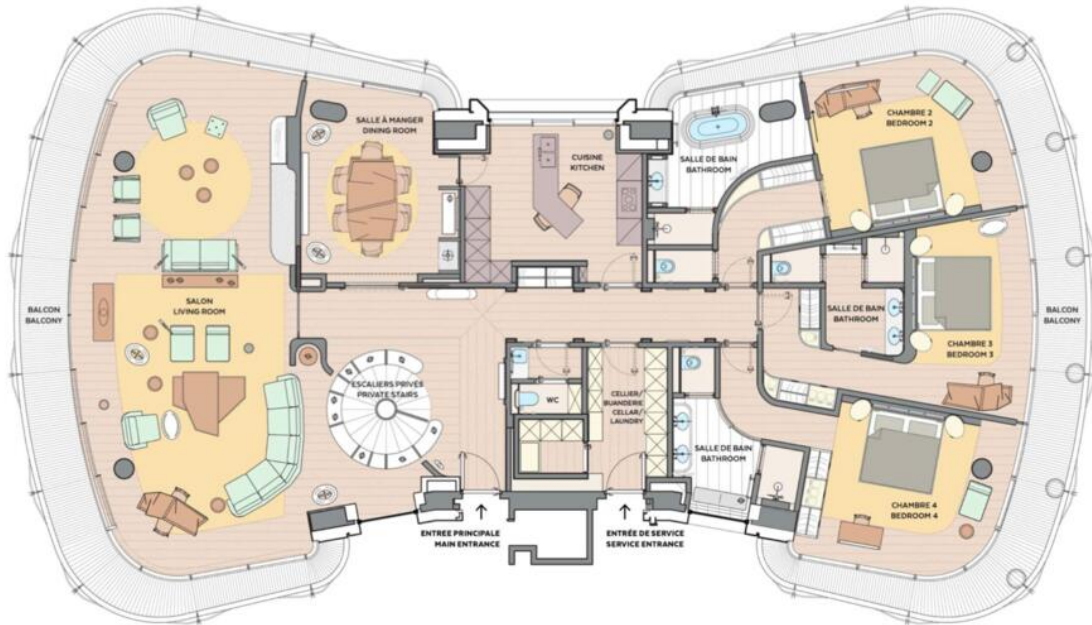 SALLE À MANGER
DINING ROOM
CUISINE
KITCHEN
SALLE DE BAIN
BATHROOM
CHAMBRE 2
BEDROOM 2
SALON
LIVING ROOM
BALCON
BALCONY
SALLE DE BAIN
BATHROOM
CHAMBRE 3
BEDROOM 3
BALCON
BALCONY
ESCALIERS PRIVÉS
PRIVATE STAIRS
WC
CELLIER/
BUANDERIE
CELLAR/
LAUNDRY
SALLE DE BAIN
BATHROOM
CHAMBRE 4
BEDROOM 4
ENTRÉE PRINCIPALE
MAIN ENTRANCE
ENTRÉE DE SERVICE
SERVICE ENTRANCE